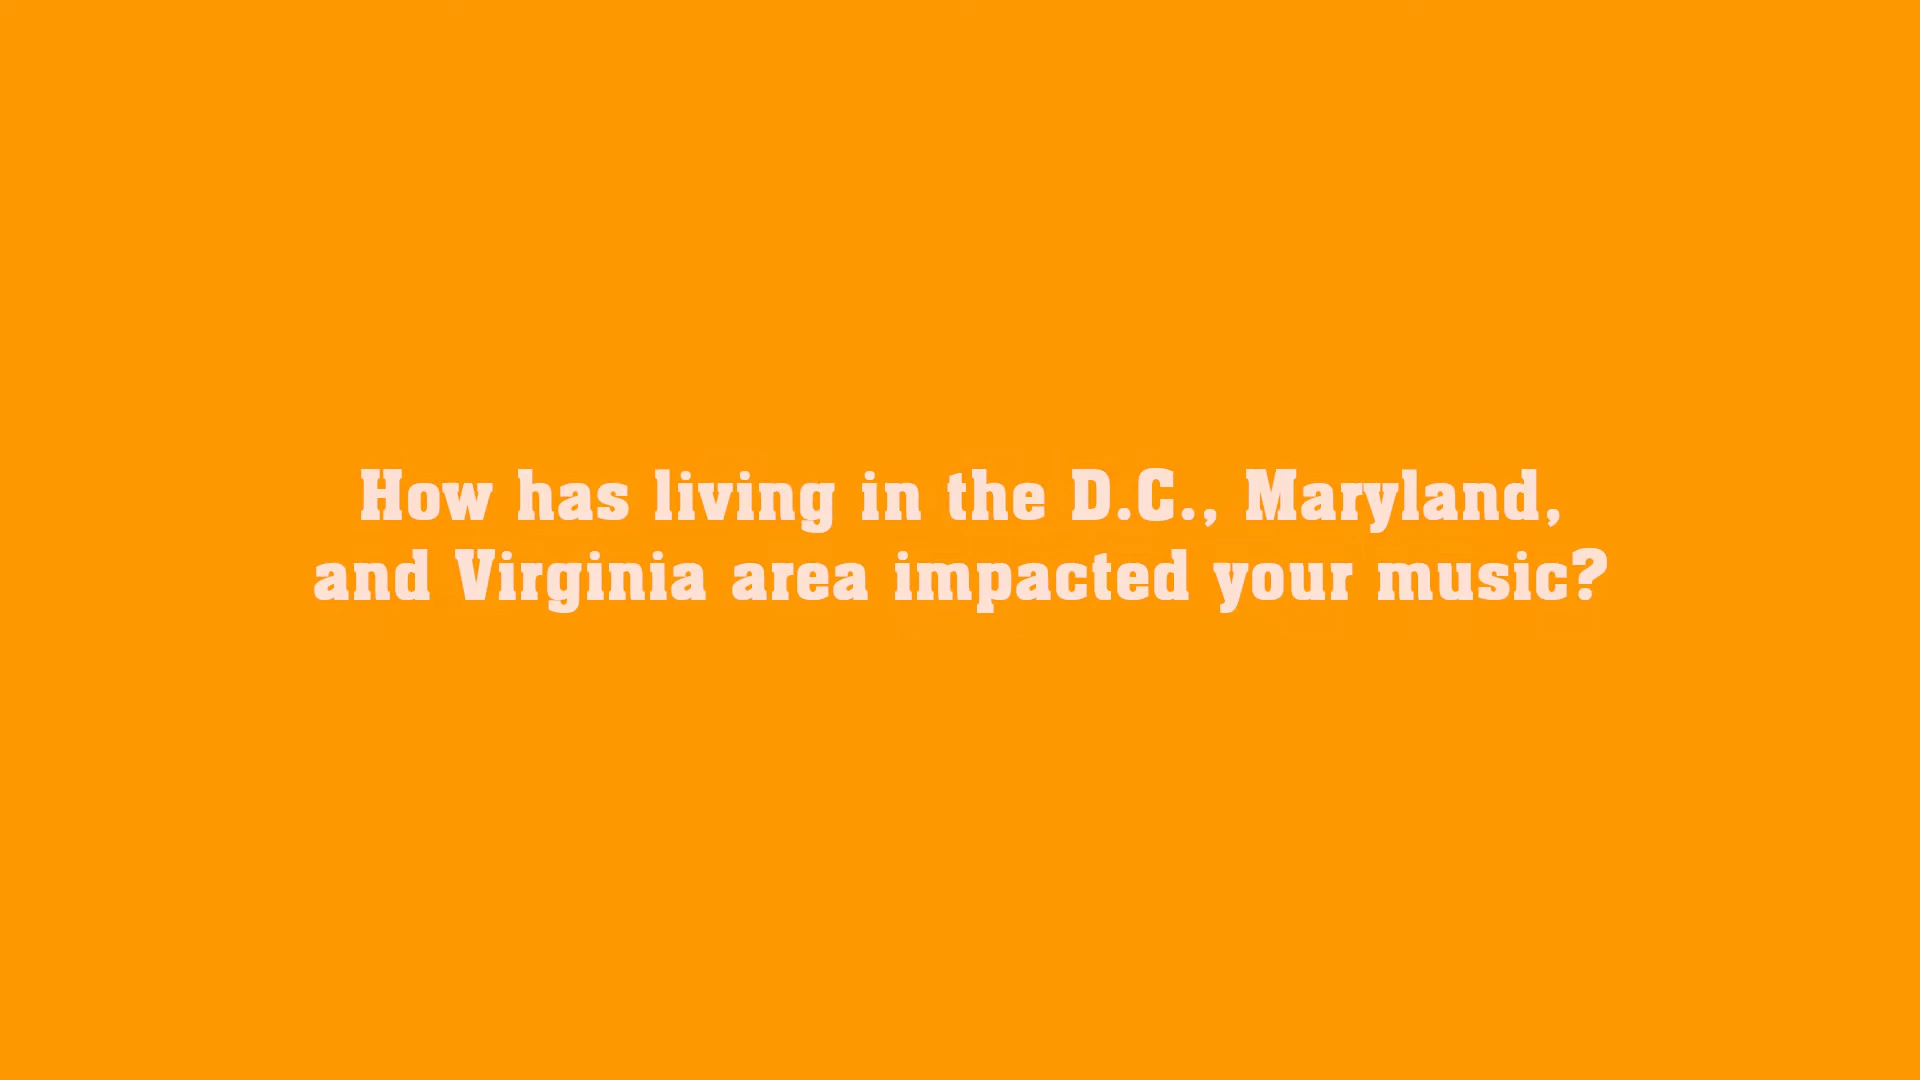 How has living in the D.C., Maryland,
and Virginia area impacted your music?